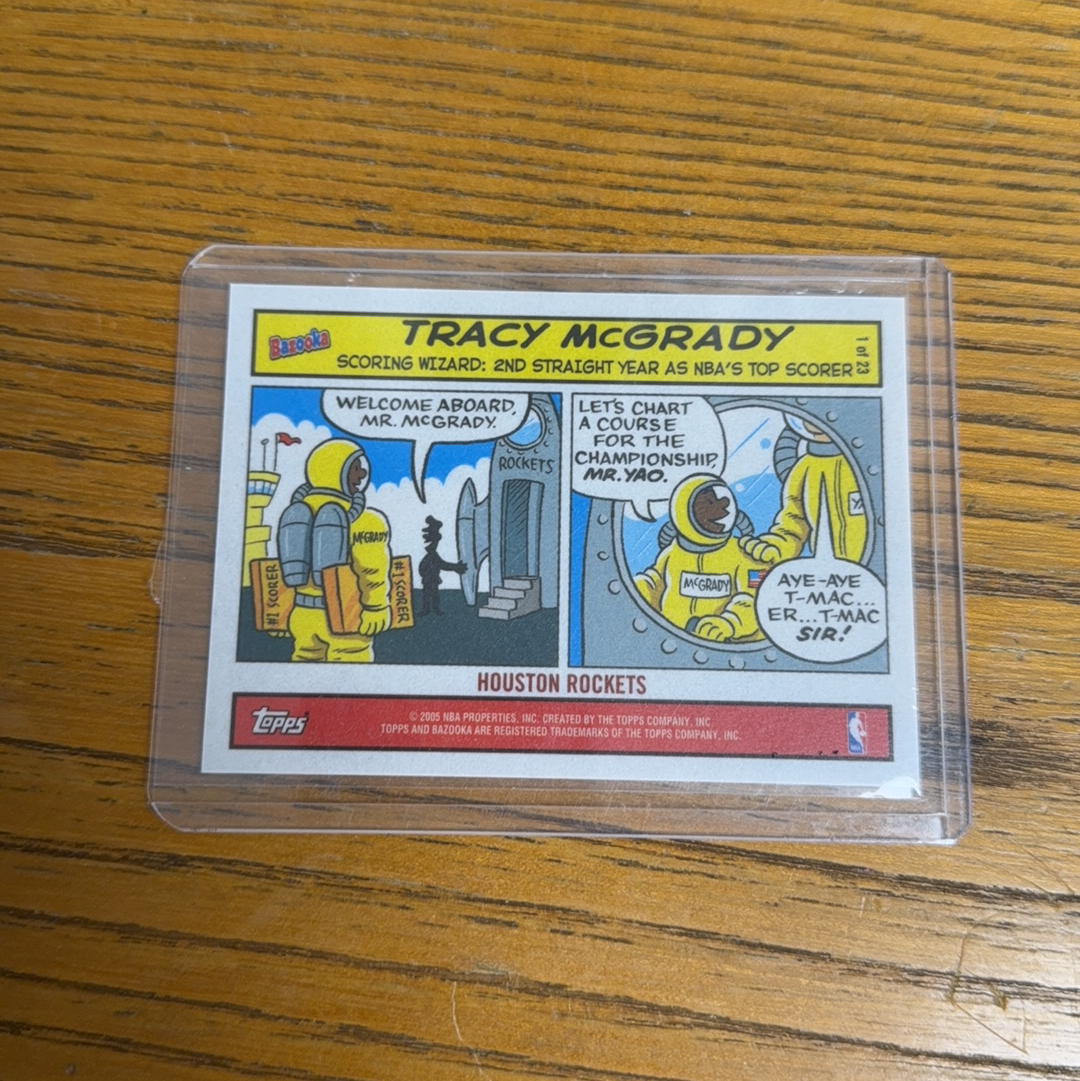 Bazooka
TRACY McGRADY
SCORING WIZARD: 2ND STRAIGHT YEAR AS NBA'S TOP SCORER
1 of 23
WELCOME ABOARD,
MR. McGRADY.
ROCKETS
McGRADY
#1 SCORER
#1 SCORER
LET'S CHART
A COURSE
FOR THE
CHAMPIONSHIP,
MR. YAO.
McGRADY
AYE-AYE
T-MAC...
ER...T-MAC
SIR!
HOUSTON ROCKETS
topps
© 2005 NBA PROPERTIES, INC. CREATED BY THE TOPPS COMPANY, INC.
TOPPS AND BAZOOKA ARE REGISTERED TRADEMARKS OF THE TOPPS COMPANY, INC.